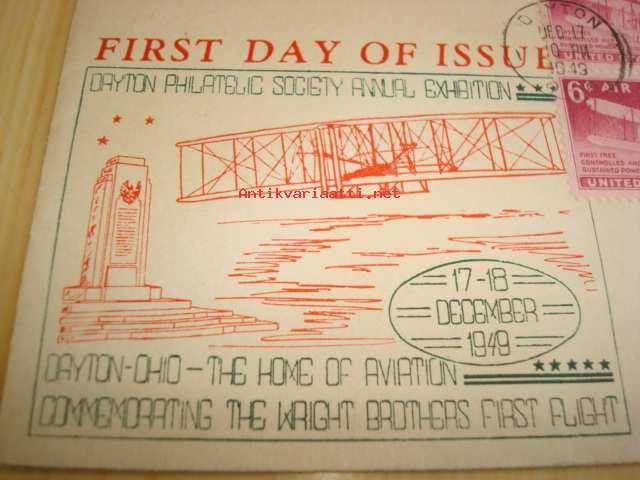 FIRST DAY OF ISSUE
DAYTON PHILATELIC SOCIETY ANNUAL EXHIBITION
DAYTON
DEC 17
1949
UNITED
6¢ AIR
FIRST FREE
CONTROLLED AND
SUSTAINED POWER
UNITED
Antikvariaatti.net
17-18
DECEMBER
1949
DAYTON-OHIO-THE HOME OF AVIATION
COMMEMORATING THE WRIGHT BROTHERS FIRST FLIGHT